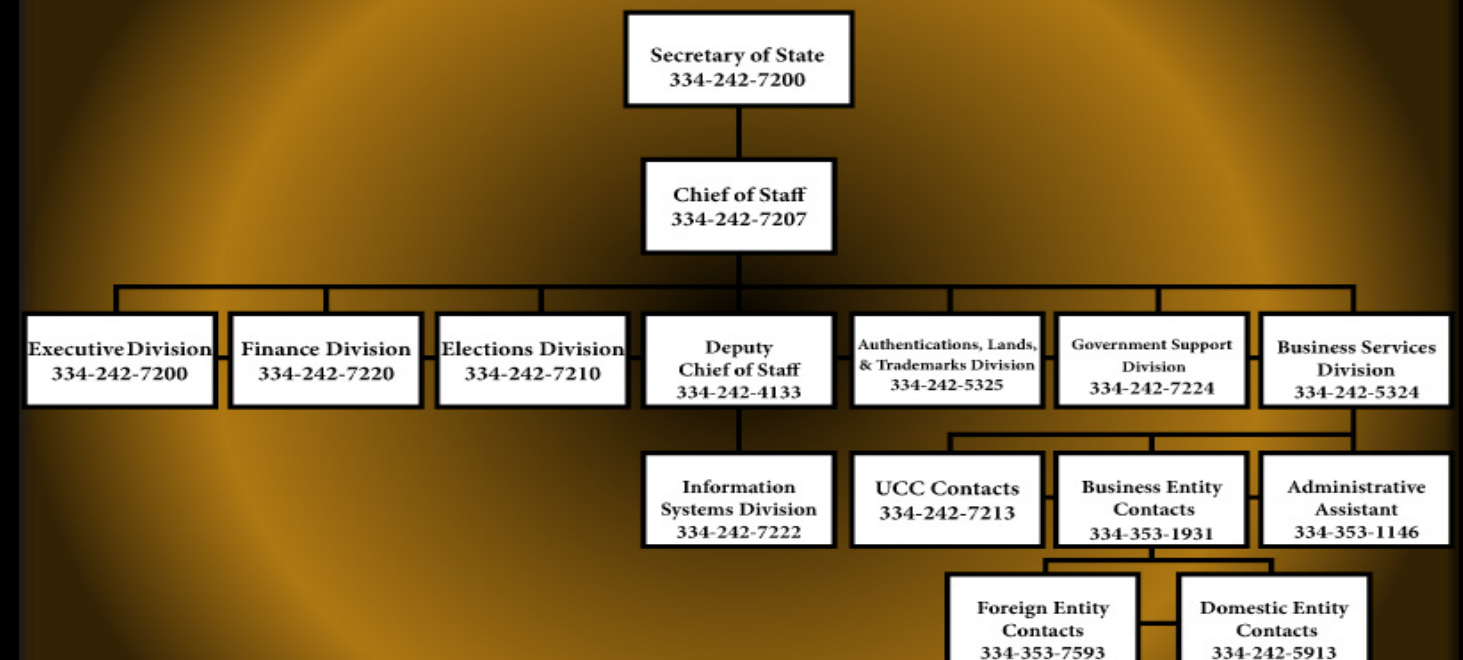 Secretary of State
334-242-7200
Chief of Staff
334-242-7207
Executive Division
334-242-7200
Finance Division
334-242-7220
Elections Division
334-242-7210
Deputy
Chief of Staff
334-242-4133
Authentications, Lands,
& Trademarks Division
334-242-5325
Government Support
Division
334-242-7224
Business Services
Division
334-242-5324
Information
Systems Division
334-242-7222
UCC Contacts
334-242-7213
Business Entity
Contacts
334-353-1931
Administrative
Assistant
334-353-1146
Foreign Entity
Contacts
334-353-7593
Domestic Entity
Contacts
334-242-5913